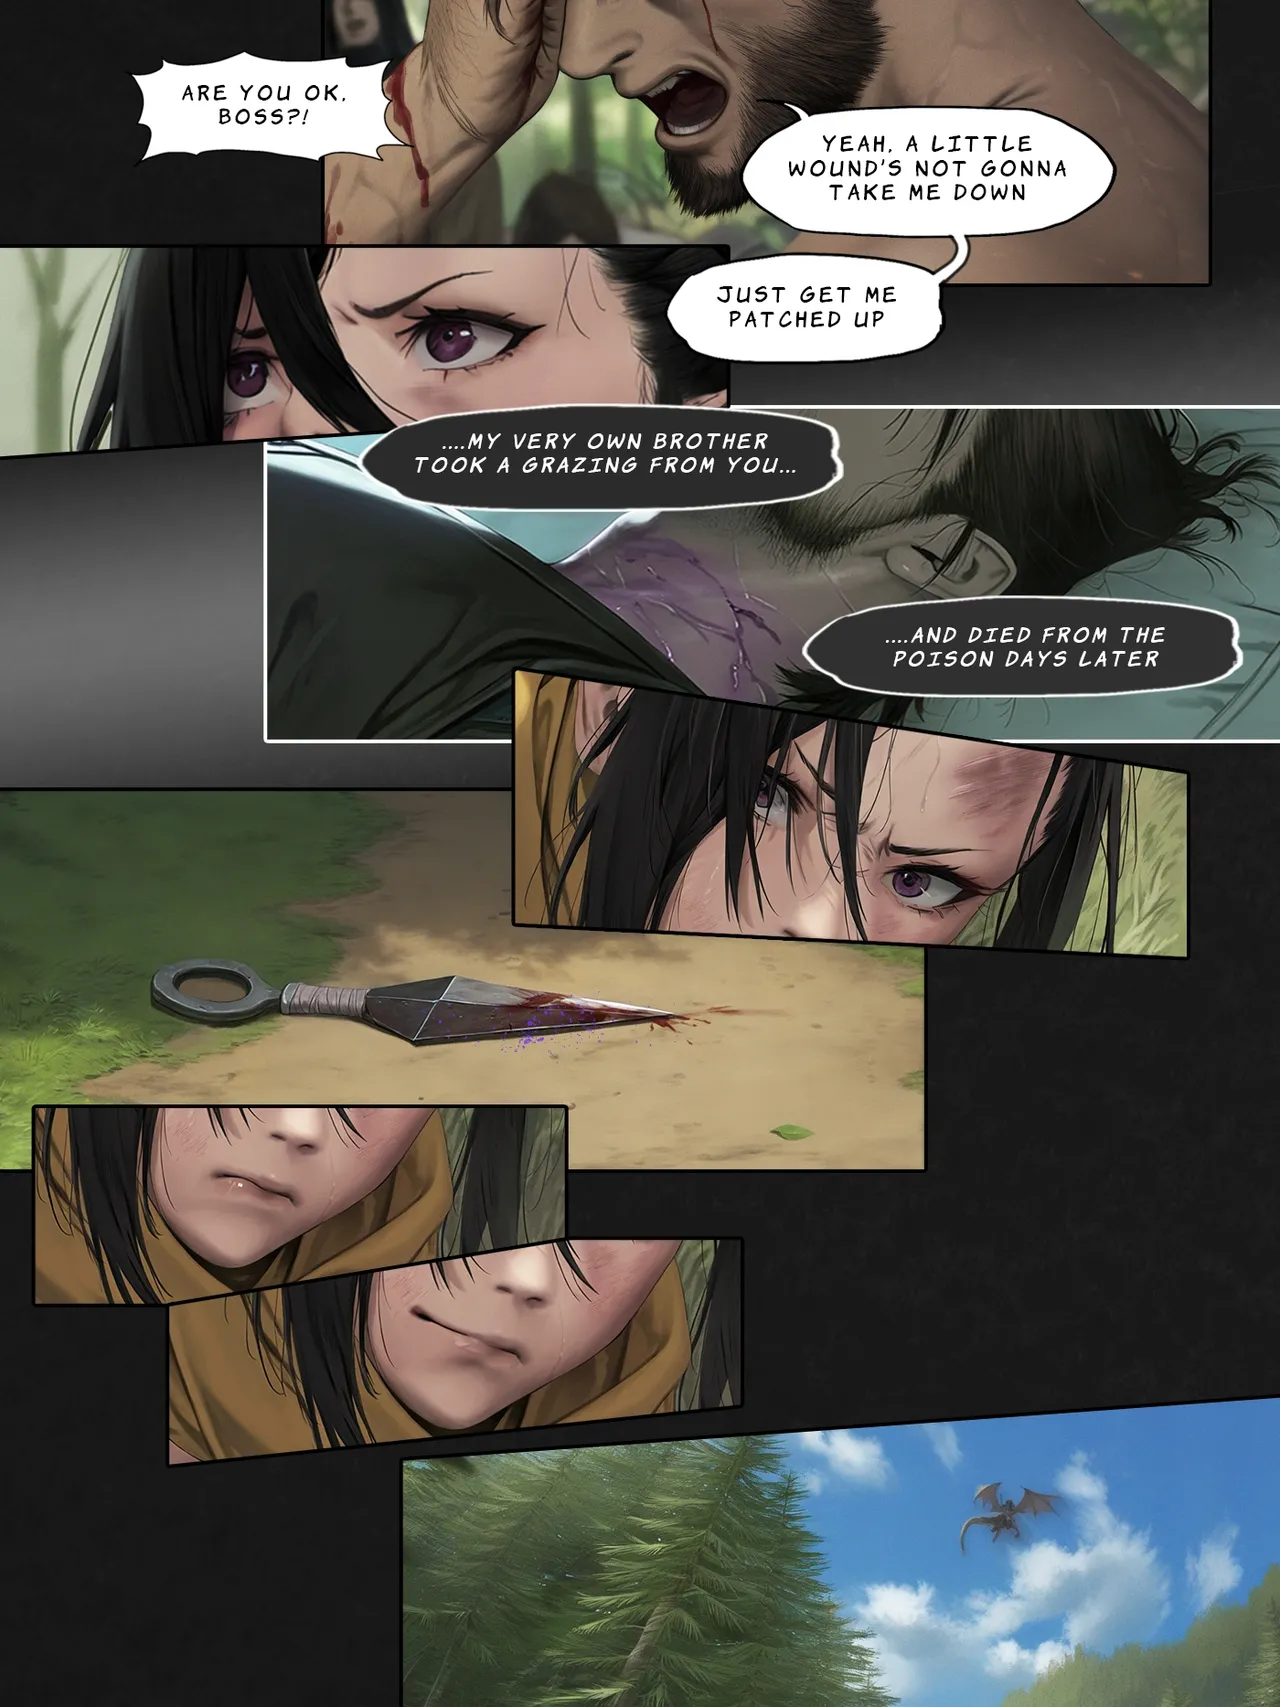 ARE YOU OK,
BOSS?!
YEAH, A LITTLE
WOUND'S NOT GONNA
TAKE ME DOWN
JUST GET ME
PATCHED UP
....MY VERY OWN BROTHER
TOOK A GRAZING FROM YOU...
....AND DIED FROM THE
POISON DAYS LATER